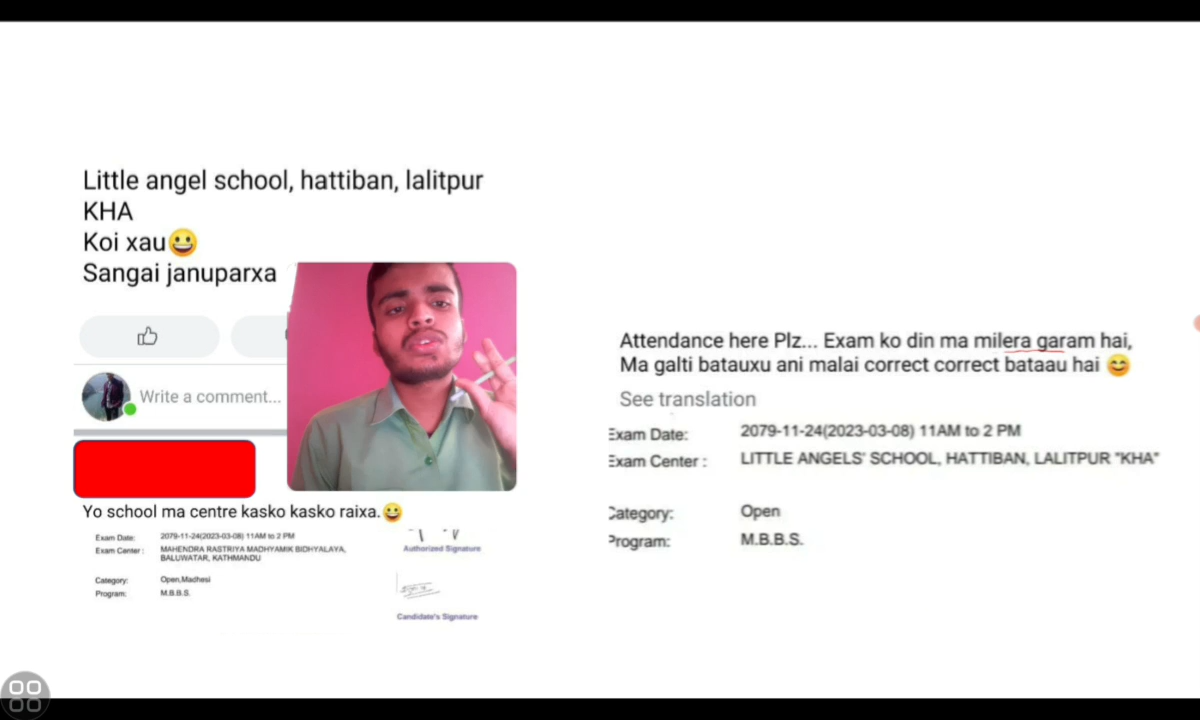 Little angel school, hattiban, lalitpur
KHA
Koi xau😀
Sangai januparxa
Write a comment...
Yo school ma centre kasko kasko raixa.😀
Exam Date: 2079-11-24(2023-03-08) 11AM to 2 PM
Exam Center : MAHENDRA RASTRIYA MADHYAMIK BIDHYALAYA,
BALUWATAR, KATHMANDU
Category: Open,Madhesi
Program: M.B.B.S.
Authorized Signature
Candidate's Signature
Attendance here Plz... Exam ko din ma milera garam hai,
Ma galti batauxu ani malai correct correct bataau hai 😊
See translation
Exam Date: 2079-11-24(2023-03-08) 11AM to 2 PM
Exam Center : LITTLE ANGELS' SCHOOL, HATTIBAN, LALITPUR "KHA"
Category: Open
Program: M.B.B.S.